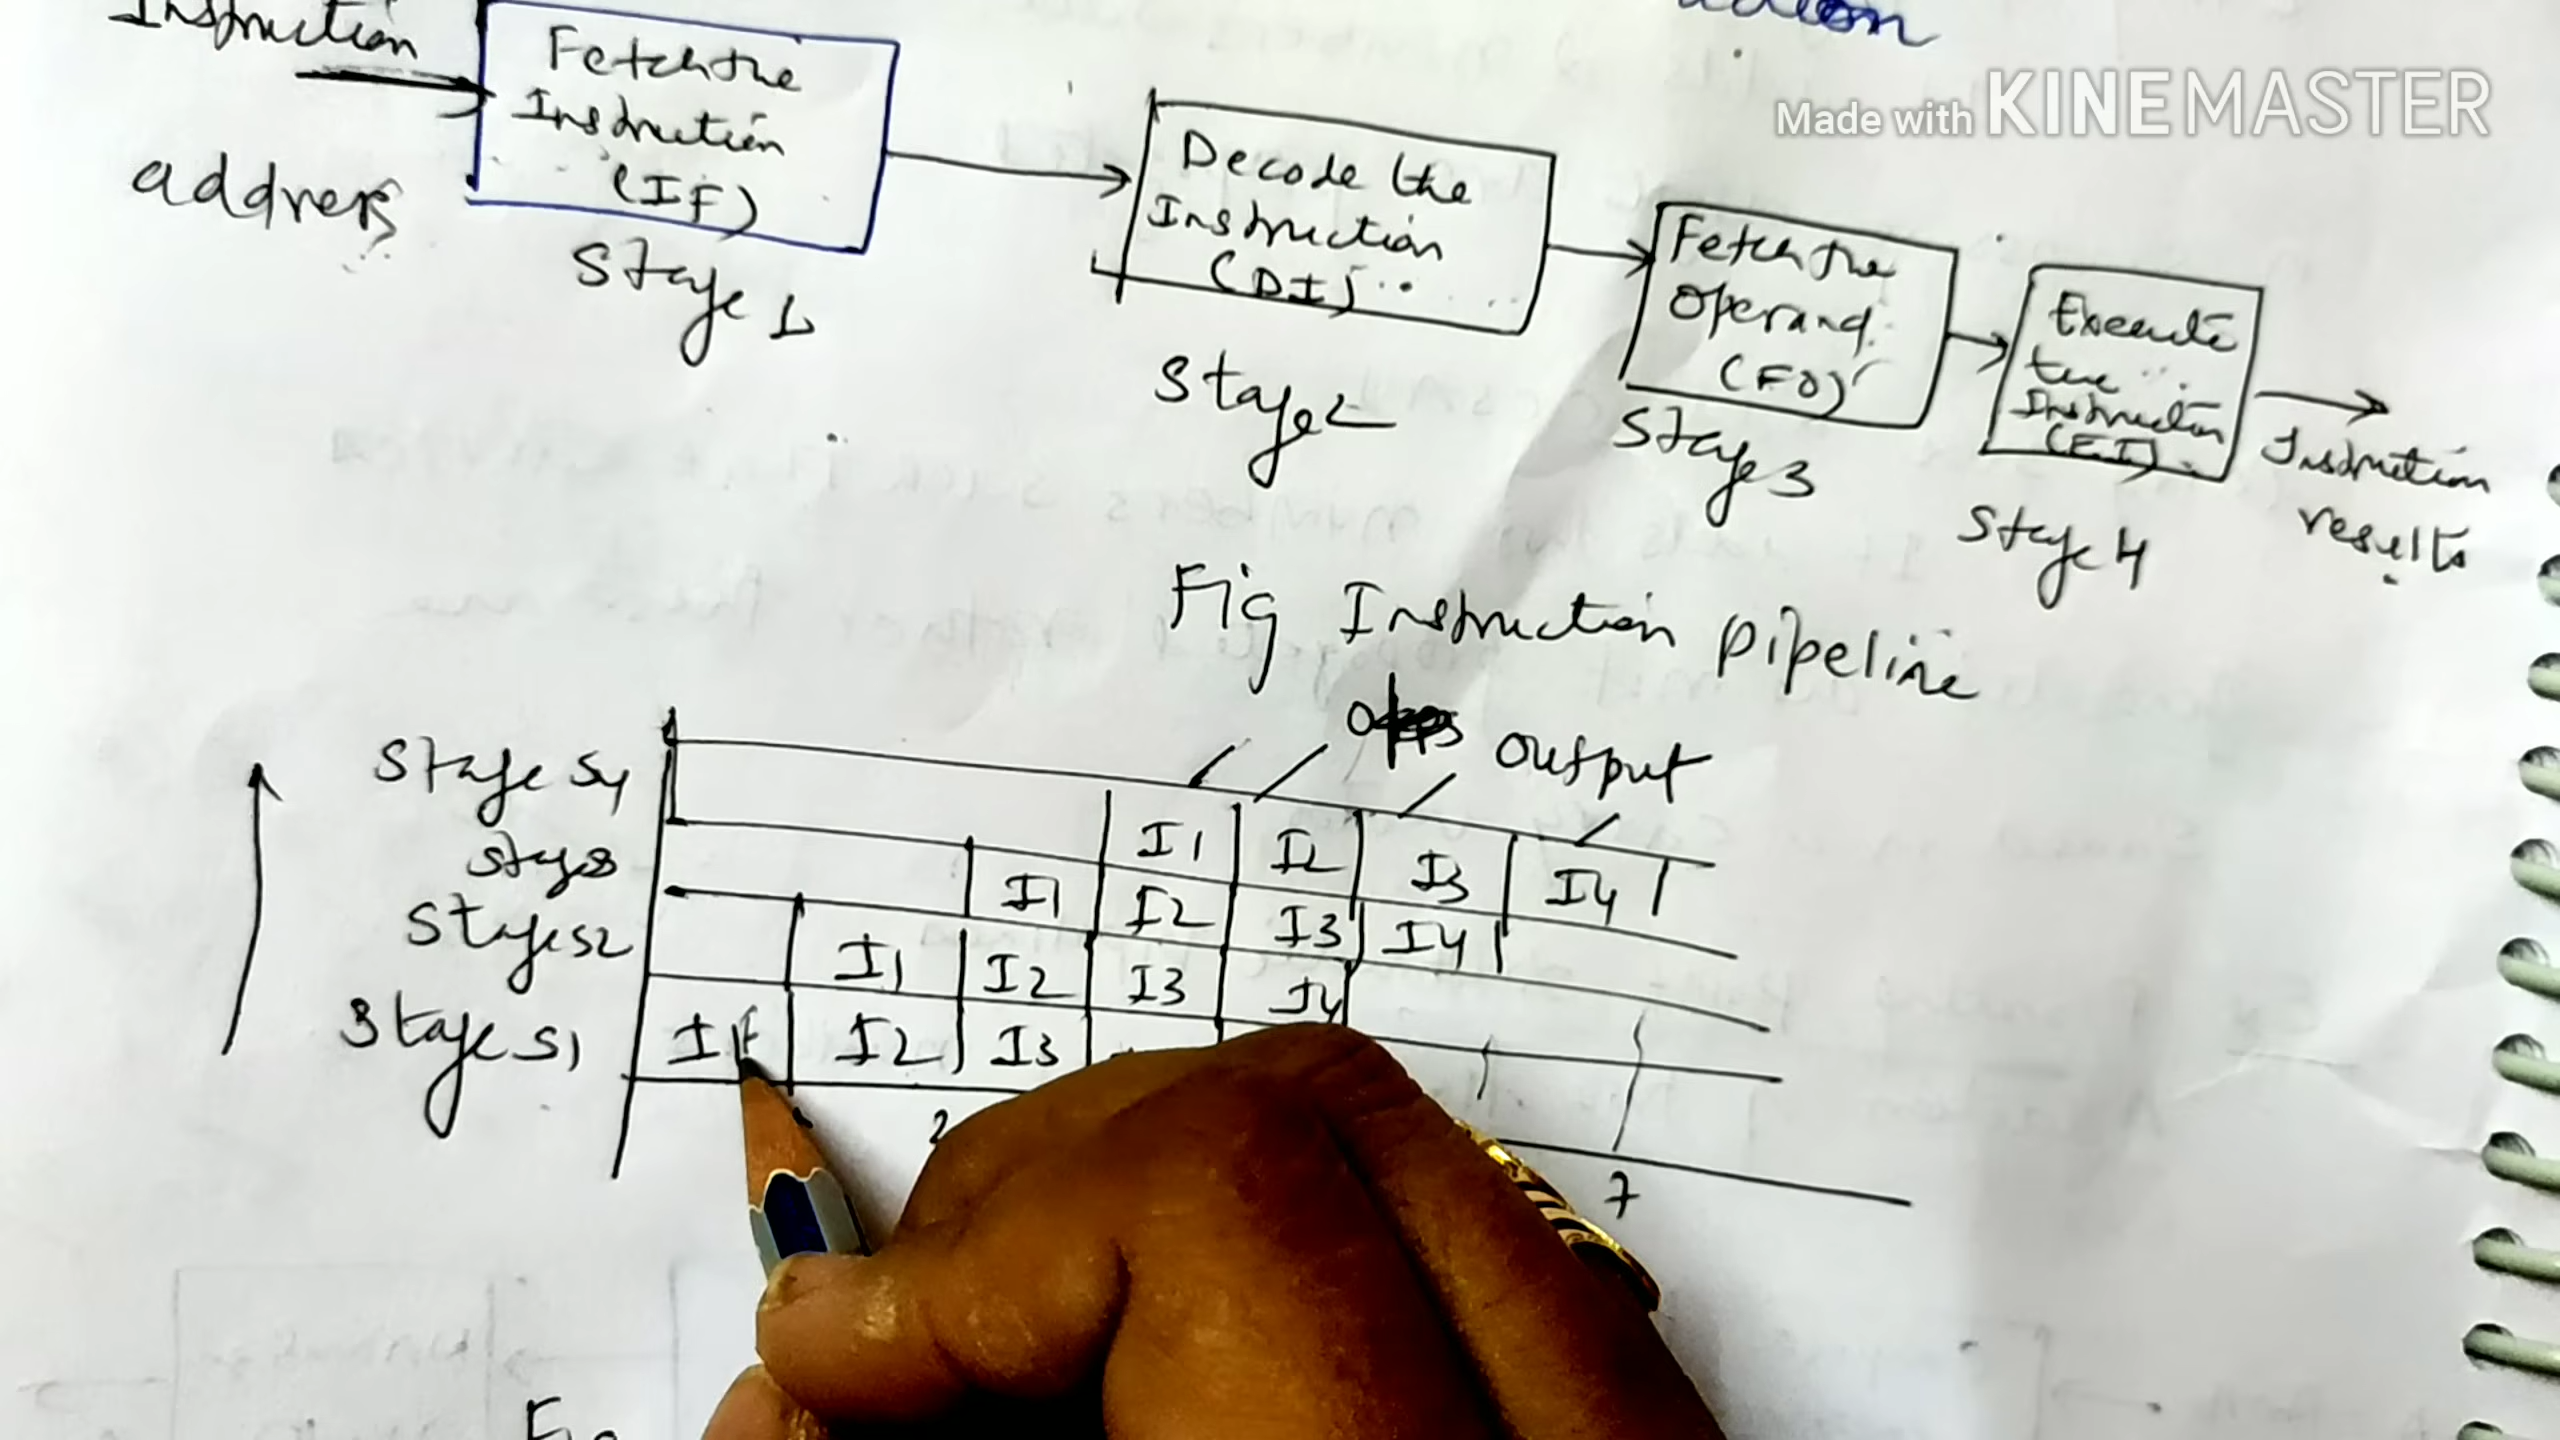 Made with KINEMASTER
Instruction
address
Fetch the
Instruction
(IF)
Stage 1
Decode the
Instruction
(DI)
Stage 2
Fetch the
Operand
(FO)
Stage 3
Execute
the
Instruction
(EI)
Stage 4
Instruction
results
Fig Instruction pipeline
Output
Stage S4 I1 I2 I3 I4
I1 I2 I3 I4
Stage S2 I1 I2 I3 I4
Stage S1 I1 I2 I3
2 7